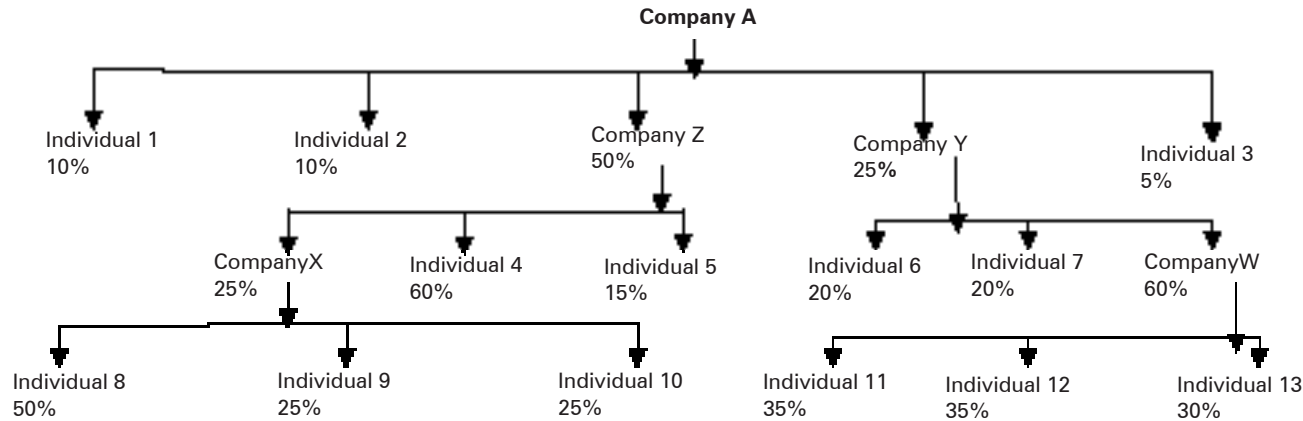 Company A
Individual 1
10%
Individual 2
10%
Company Z
50%
Company Y
25%
Individual 3
5%
CompanyX
25%
Individual 4
60%
Individual 5
15%
Individual 6
20%
Individual 7
20%
CompanyW
60%
Individual 8
50%
Individual 9
25%
Individual 10
25%
Individual 11
35%
Individual 12
35%
Individual 13
30%